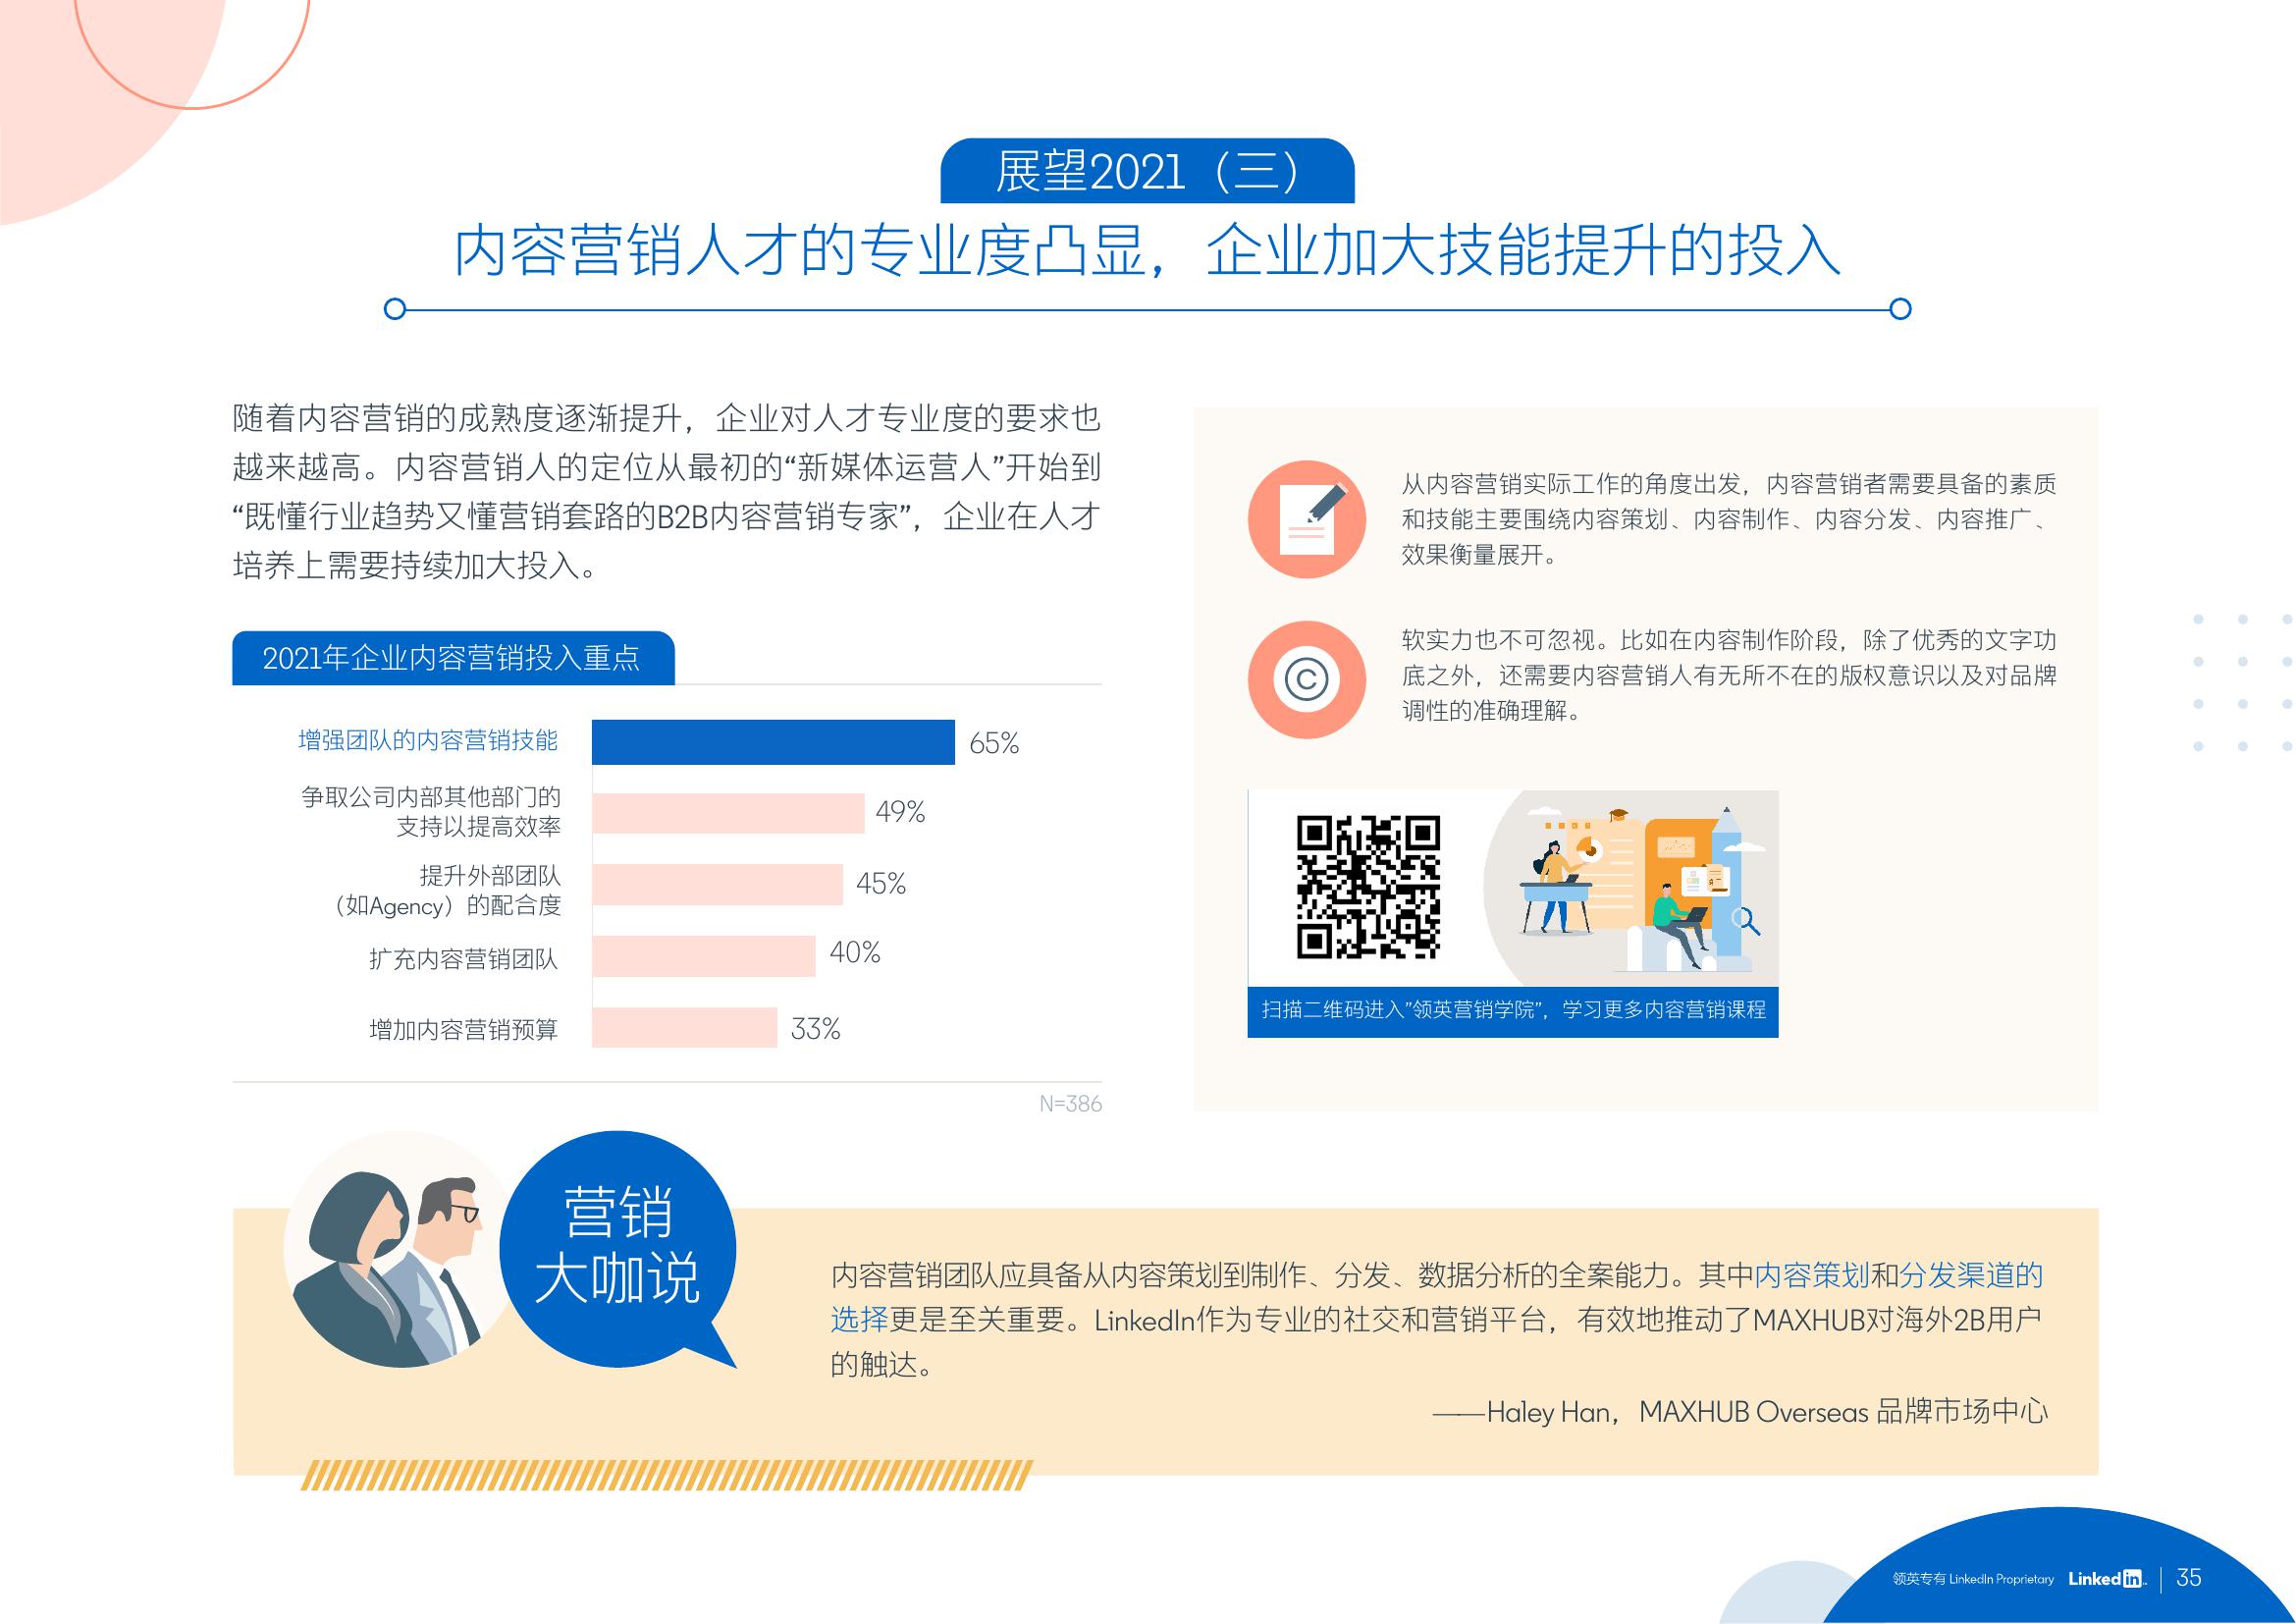 展望2021（三）
内容营销人才的专业度凸显，企业加大技能提升的投入
随着内容营销的成熟度逐渐提升，企业对人才专业度的要求也
越来越高。内容营销人的定位从最初的“新媒体运营人”开始到
“既懂行业趋势又懂营销套路的B2B内容营销专家”，企业在人才
培养上需要持续加大投入。
2021年企业内容营销投入重点
增强团队的内容营销技能 65%
争取公司内部其他部门的
支持以提高效率 49%
提升外部团队
（如Agency）的配合度 45%
扩充内容营销团队 40%
增加内容营销预算 33%
N=386
从内容营销实际工作的角度出发，内容营销者需要具备的素质
和技能主要围绕内容策划、内容制作、内容分发、内容推广、
效果衡量展开。
©
软实力也不可忽视。比如在内容制作阶段，除了优秀的文字功
底之外，还需要内容营销人有无所不在的版权意识以及对品牌
调性的准确理解。
扫描二维码进入”领英营销学院”，学习更多内容营销课程
营销
大咖说
内容营销团队应具备从内容策划到制作、分发、数据分析的全案能力。其中内容策划和分发渠道的
选择更是至关重要。LinkedIn作为专业的社交和营销平台，有效地推动了MAXHUB对海外2B用户
的触达。
——Haley Han，MAXHUB Overseas 品牌市场中心
领英专有 LinkedIn Proprietary LinkedIn 35